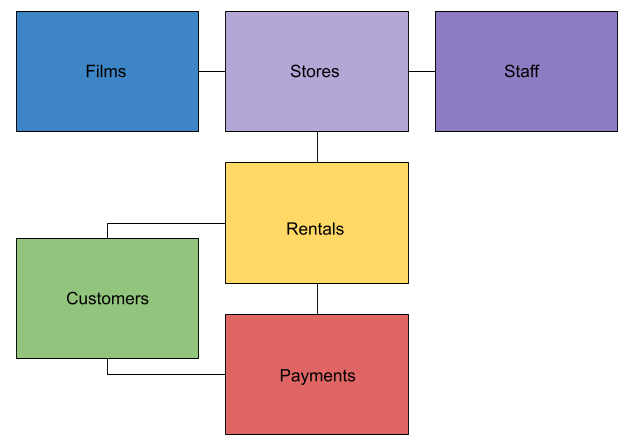 Films
Stores
Staff
Rentals
Customers
Payments